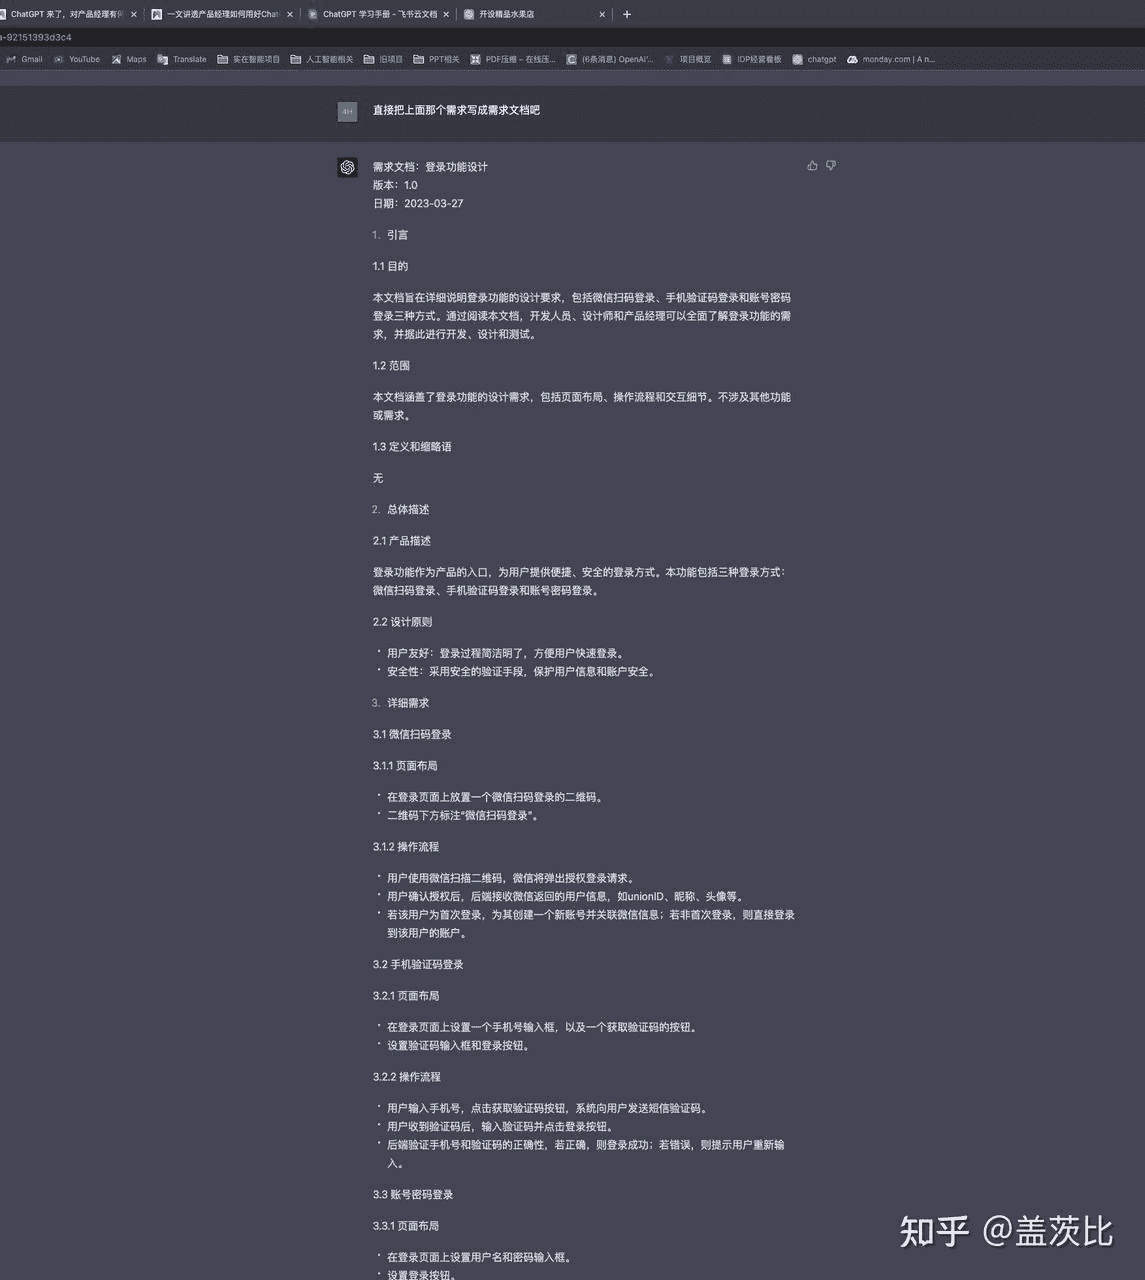 ChatGPT 来了，对产品经理有
一文讲透产品经理如何用好Chat
ChatGPT 学习手册 - 飞书云文档
开设精品水果店
a-92151393d3c4
Gmail
YouTube
Maps
Translate
实在智能项目
人工智能相关
旧项目
PPT相关
PDF压缩 – 在线压...
(6条消息) OpenAI'...
项目概览
IDP经营看板
chatgpt
monday.com | A n...
4H
直接把上面那个需求写成需求文档吧
需求文档：登录功能设计
版本：1.0
日期：2023-03-27
1. 引言
1.1 目的
本文档旨在详细说明登录功能的设计要求，包括微信扫码登录、手机验证码登录和账号密码
登录三种方式。通过阅读本文档，开发人员、设计师和产品经理可以全面了解登录功能的需
求，并据此进行开发、设计和测试。
1.2 范围
本文档涵盖了登录功能的设计需求，包括页面布局、操作流程和交互细节。不涉及其他功能
或需求。
1.3 定义和缩略语
无
2. 总体描述
2.1 产品描述
登录功能作为产品的入口，为用户提供便捷、安全的登录方式。本功能包括三种登录方式：
微信扫码登录、手机验证码登录和账号密码登录。
2.2 设计原则
• 用户友好：登录过程简洁明了，方便用户快速登录。
• 安全性：采用安全的验证手段，保护用户信息和账户安全。
3. 详细需求
3.1 微信扫码登录
3.1.1 页面布局
• 在登录页面上放置一个微信扫码登录的二维码。
• 二维码下方标注“微信扫码登录”。
3.1.2 操作流程
• 用户使用微信扫描二维码，微信将弹出授权登录请求。
• 用户确认授权后，后端接收微信返回的用户信息，如unionID、昵称、头像等。
• 若该用户为首次登录，为其创建一个新账号并关联微信信息；若非首次登录，则直接登录
到该用户的账户。
3.2 手机验证码登录
3.2.1 页面布局
• 在登录页面上设置一个手机号输入框，以及一个获取验证码的按钮。
• 设置验证码输入框和登录按钮。
3.2.2 操作流程
• 用户输入手机号，点击获取验证码按钮，系统向用户发送短信验证码。
• 用户收到验证码后，输入验证码并点击登录按钮。
• 后端验证手机号和验证码的正确性，若正确，则登录成功；若错误，则提示用户重新输
入。
3.3 账号密码登录
3.3.1 页面布局
• 在登录页面上设置用户名和密码输入框。
• 设置登录按钮。
知乎 @盖茨比